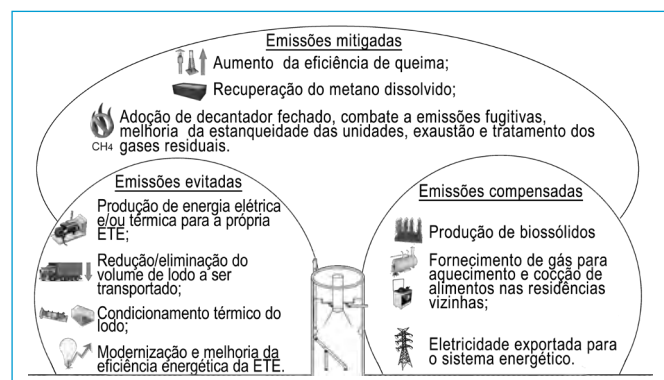 Emissões mitigadas
Aumento da eficiência de queima;
Recuperação do metano dissolvido;
Adoção de decantador fechado, combate a emissões fugitivas,
melhoria da estanqueidade das unidades, exaustão e tratamento dos
gases residuais.
CH4
Emissões evitadas
Produção de energia elétrica
e/ou térmica para a própria
ETE;
Redução/eliminação do
volume de lodo a ser
transportado;
Condicionamento térmico do
lodo;
Modernização e melhoria da
eficiência energética da ETE.
Emissões compensadas
Produção de biossólidos
Fornecimento de gás para
aquecimento e cocção de
alimentos nas residências
vizinhas;
Eletricidade exportada para
o sistema energético.